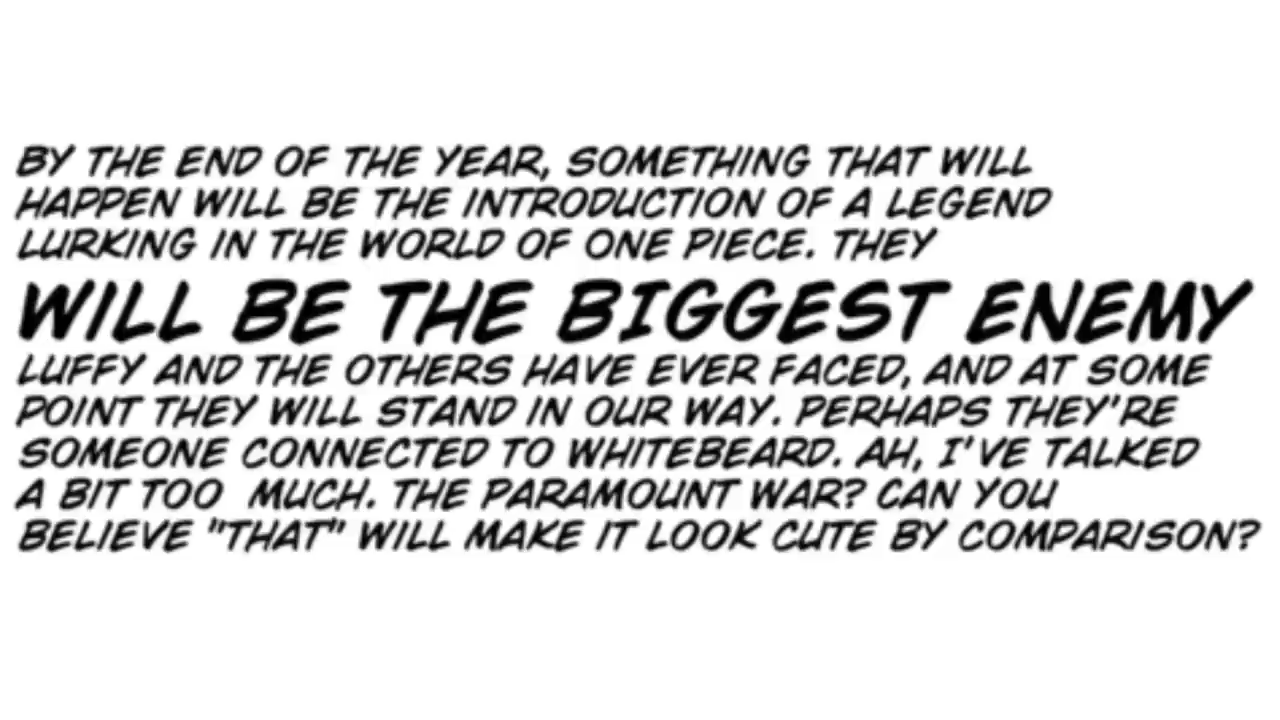 BY THE END OF THE YEAR, SOMETHING THAT WILL
HAPPEN WILL BE THE INTRODUCTION OF A LEGEND
LURKING IN THE WORLD OF ONE PIECE. THEY
WILL BE THE BIGGEST ENEMY
LUFFY AND THE OTHERS HAVE EVER FACED, AND AT SOME
POINT THEY WILL STAND IN OUR WAY. PERHAPS THEY'RE
SOMEONE CONNECTED TO WHITEBEARD. AH, I'VE TALKED
A BIT TOO MUCH. THE PARAMOUNT WAR? CAN YOU
BELIEVE "THAT" WILL MAKE IT LOOK CUTE BY COMPARISON?